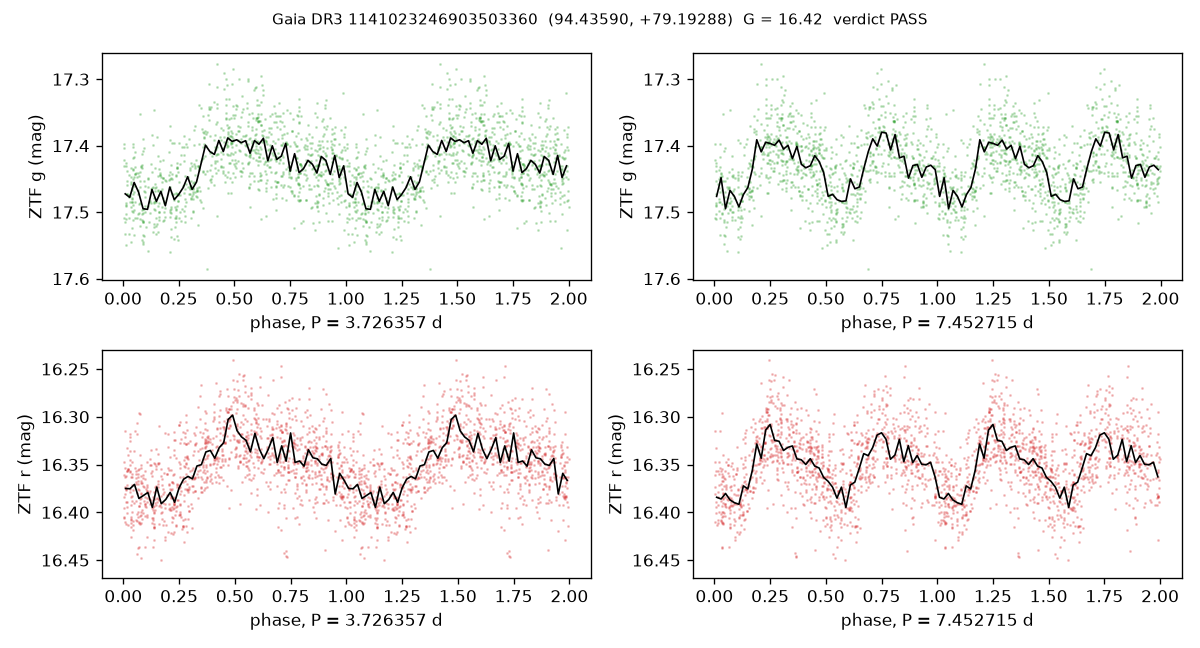 Gaia DR3 1141023246903503360 (94.43590, +79.19288) G = 16.42 verdict PASS
ZTF g (mag)
17.3
17.4
17.5
17.6
0.00 0.25 0.50 0.75 1.00 1.25 1.50 1.75 2.00
phase, P = 3.726357 d
ZTF g (mag)
17.3
17.4
17.5
17.6
0.00 0.25 0.50 0.75 1.00 1.25 1.50 1.75 2.00
phase, P = 7.452715 d
ZTF r (mag)
16.25
16.30
16.35
16.40
16.45
0.00 0.25 0.50 0.75 1.00 1.25 1.50 1.75 2.00
phase, P = 3.726357 d
ZTF r (mag)
16.25
16.30
16.35
16.40
16.45
0.00 0.25 0.50 0.75 1.00 1.25 1.50 1.75 2.00
phase, P = 7.452715 d